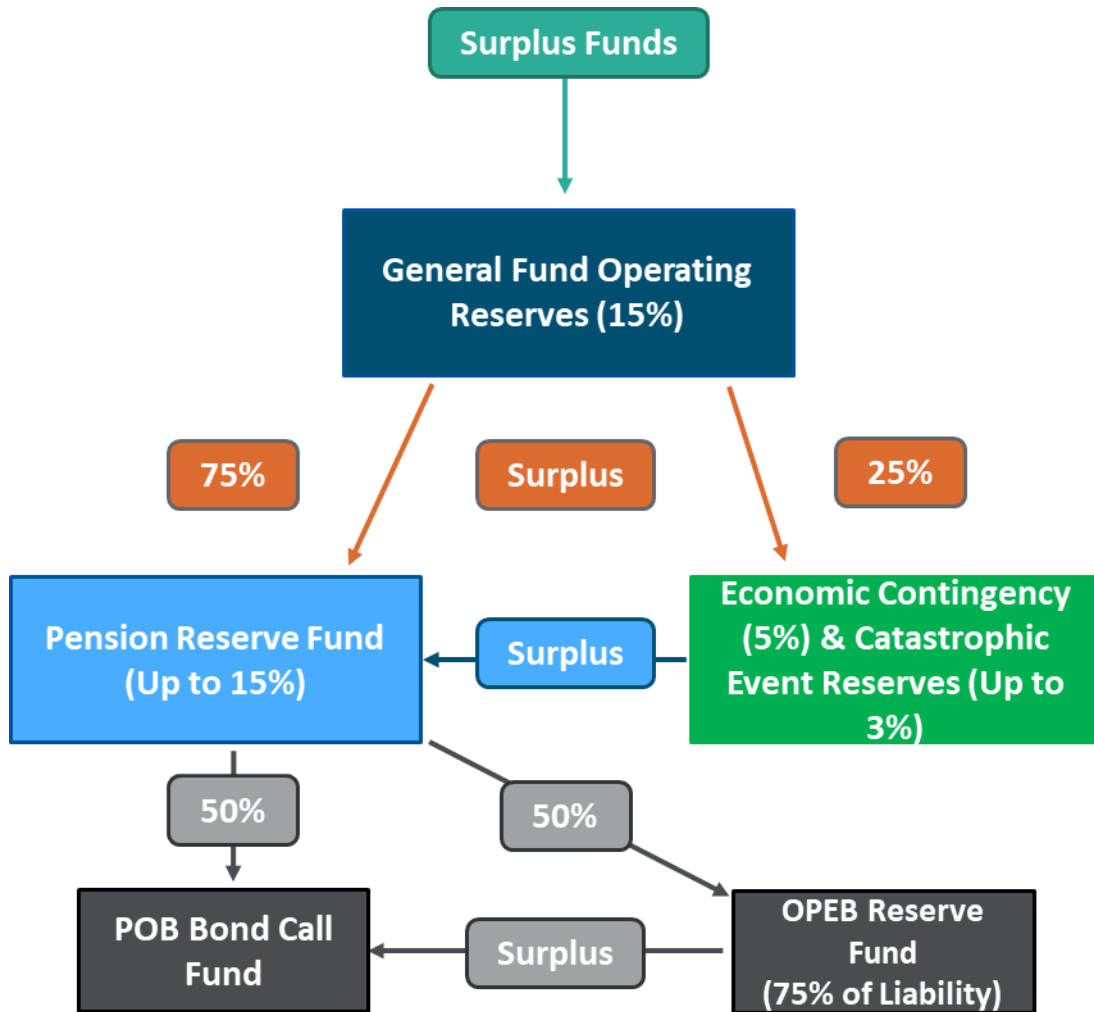 Surplus Funds
General Fund Operating
Reserves (15%)
75%
Surplus
25%
Pension Reserve Fund
(Up to 15%)
Surplus
Economic Contingency
(5%) & Catastrophic
Event Reserves (Up to
3%)
50%
50%
POB Bond Call
Fund
Surplus
OPEB Reserve
Fund
(75% of Liability)